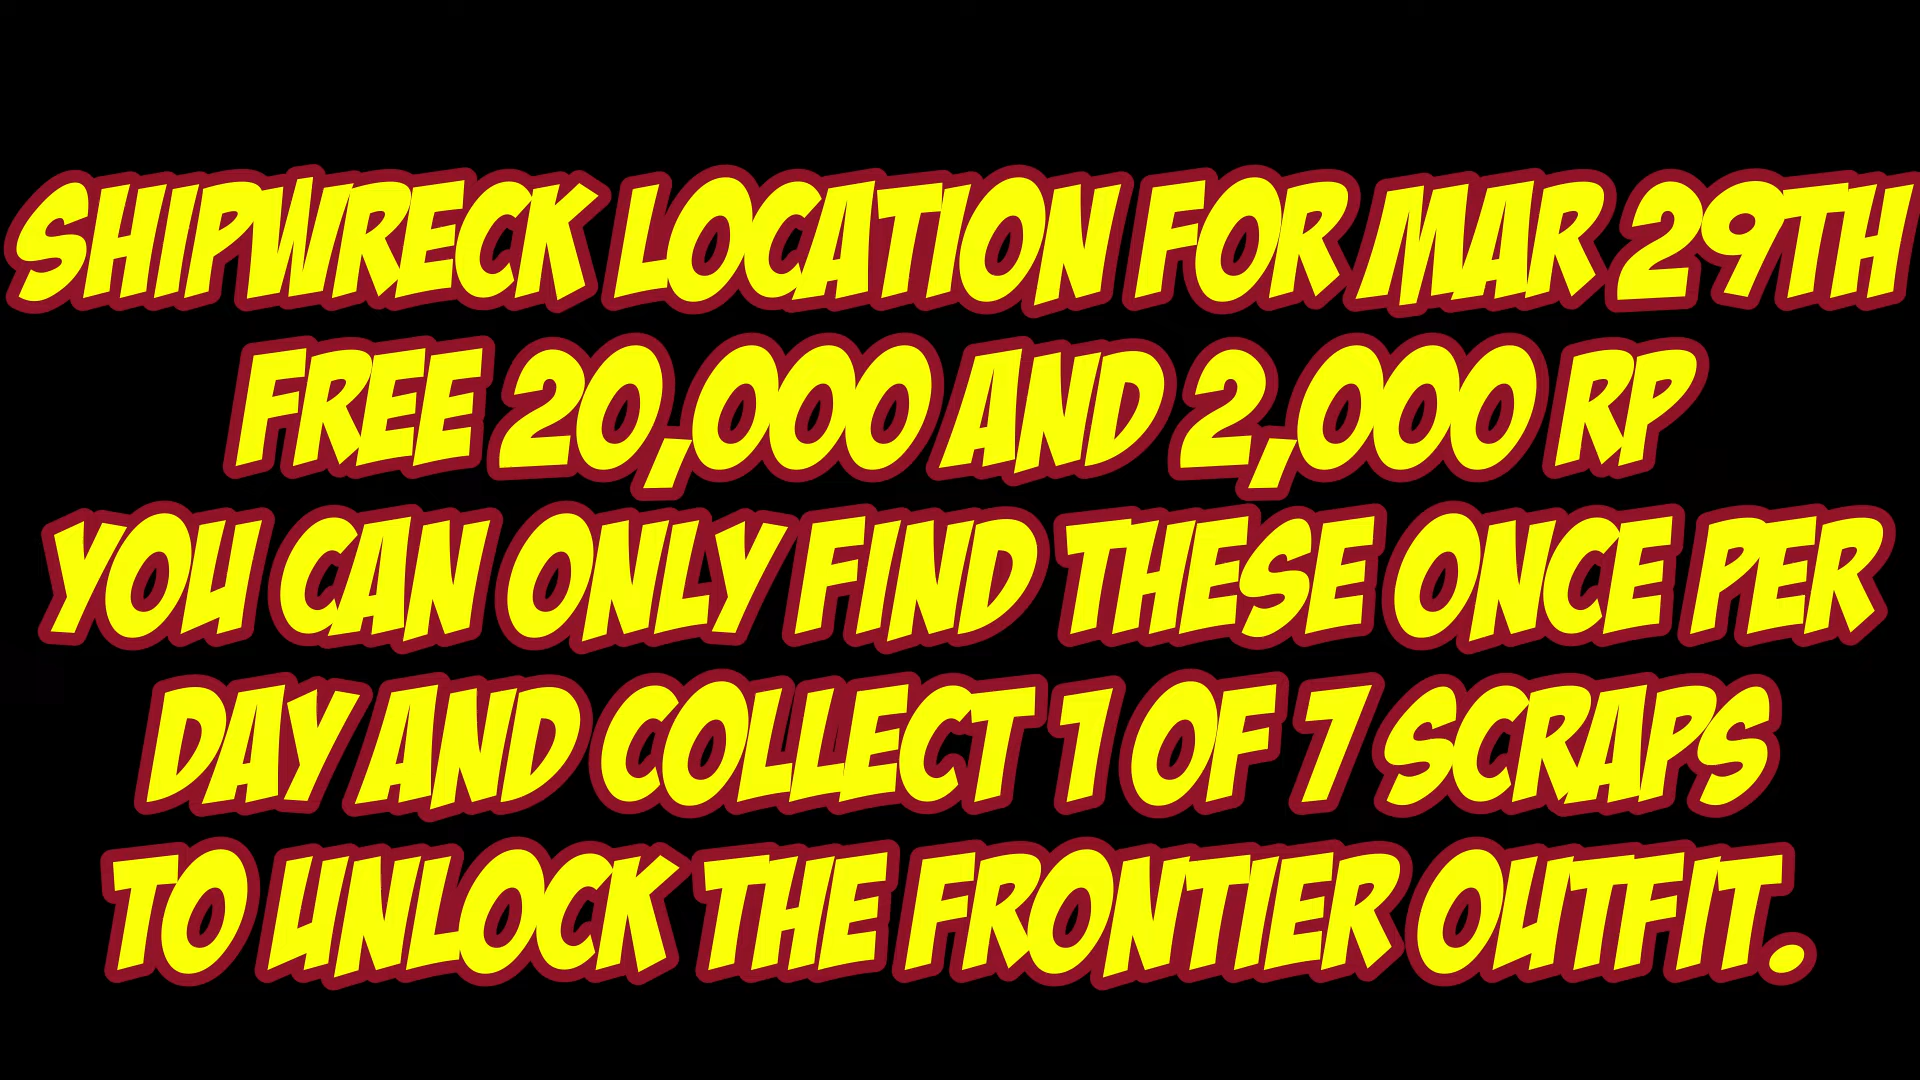 SHIPWRECK LOCATION FOR MAR 29TH
FREE 20,000 AND 2,000 RP
YOU CAN ONLY FIND THESE ONCE PER
DAY AND COLLECT 1 OF 7 SCRAPS
TO UNLOCK THE FRONTIER OUTFIT.